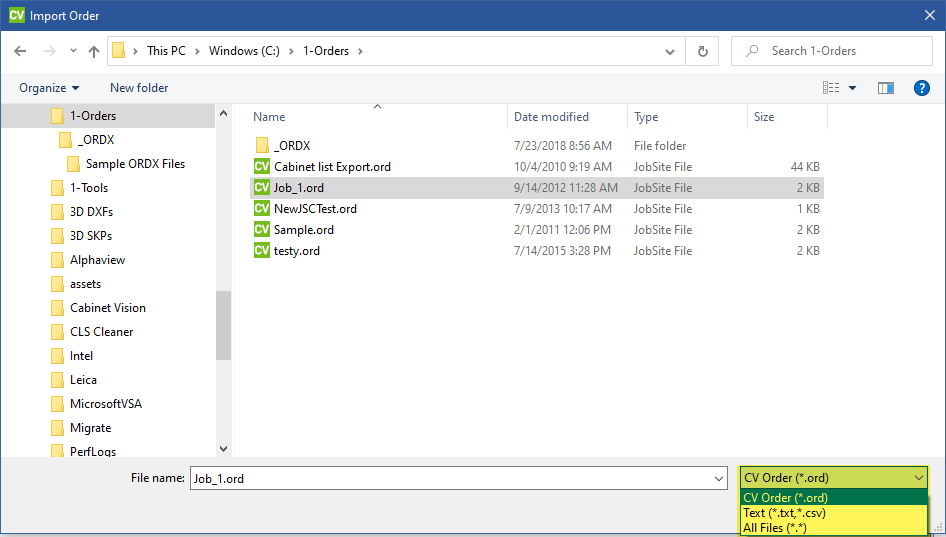 CV Import Order
This PC Windows (C:) 1-Orders
Search 1-Orders
Organize New folder
1-Orders
_ORDX
Sample ORDX Files
1-Tools
3D DXFs
3D SKPs
Alphaview
assets
Cabinet Vision
CLS Cleaner
Intel
Leica
MicrosoftVSA
Migrate
PerfLogs
Name Date modified Type Size
_ORDX 7/23/2018 8:56 AM File folder
CV Cabinet list Export.ord 10/4/2010 9:19 AM JobSite File 44 KB
CV Job_1.ord 9/14/2012 11:28 AM JobSite File 2 KB
CV NewJSCTest.ord 7/9/2013 10:17 AM JobSite File 1 KB
CV Sample.ord 2/1/2011 12:06 PM JobSite File 2 KB
CV testy.ord 7/14/2015 3:28 PM JobSite File 2 KB
File name: Job_1.ord
CV Order (*.ord)
CV Order (*.ord)
Text (*.txt,*.csv)
All Files (*.*)